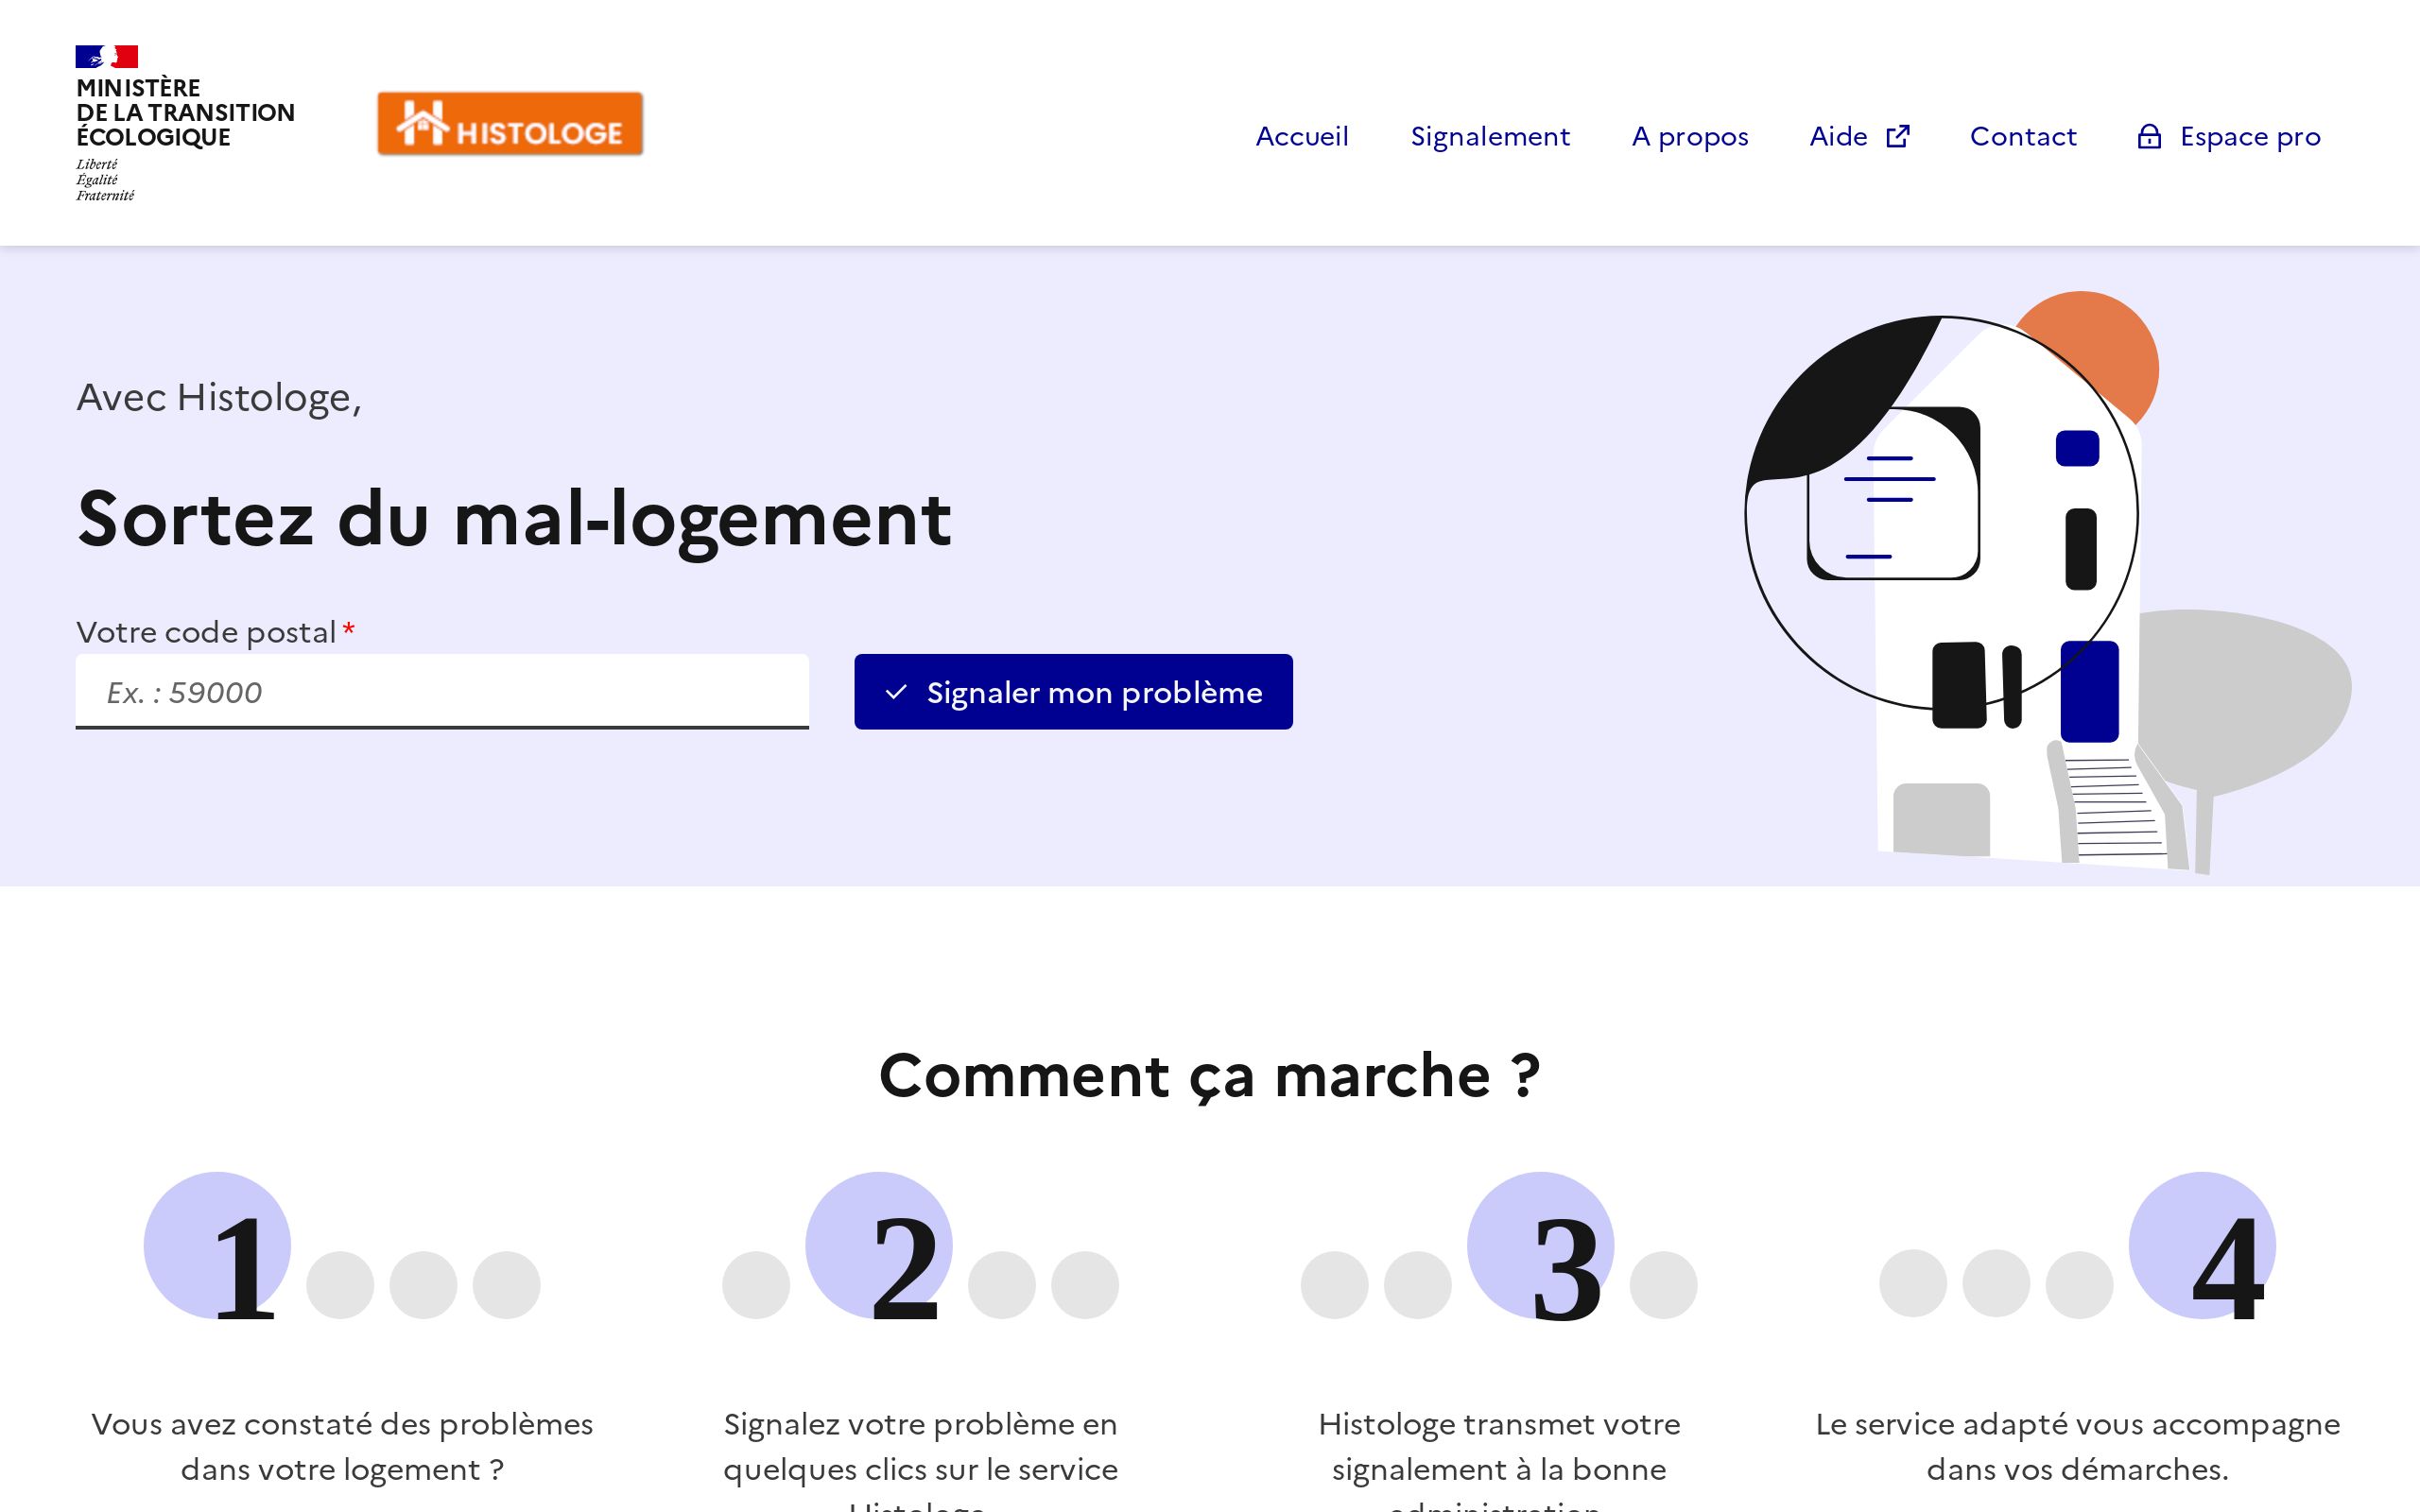 MINISTÈRE
DE LA TRANSITION
ÉCOLOGIQUE
Liberté
Égalité
Fraternité
HISTOLOGE
Accueil
Signalement
A propos
Aide
Contact
Espace pro
Avec Histologe,
Sortez du mal-logement
Votre code postal *
Ex. : 59000
Signaler mon problème
Comment ça marche ?
1
Vous avez constaté des problèmes
dans votre logement ?
2
Signalez votre problème en
quelques clics sur le service
Histologe.
3
Histologe transmet votre
signalement à la bonne
administration.
4
Le service adapté vous accompagne
dans vos démarches.